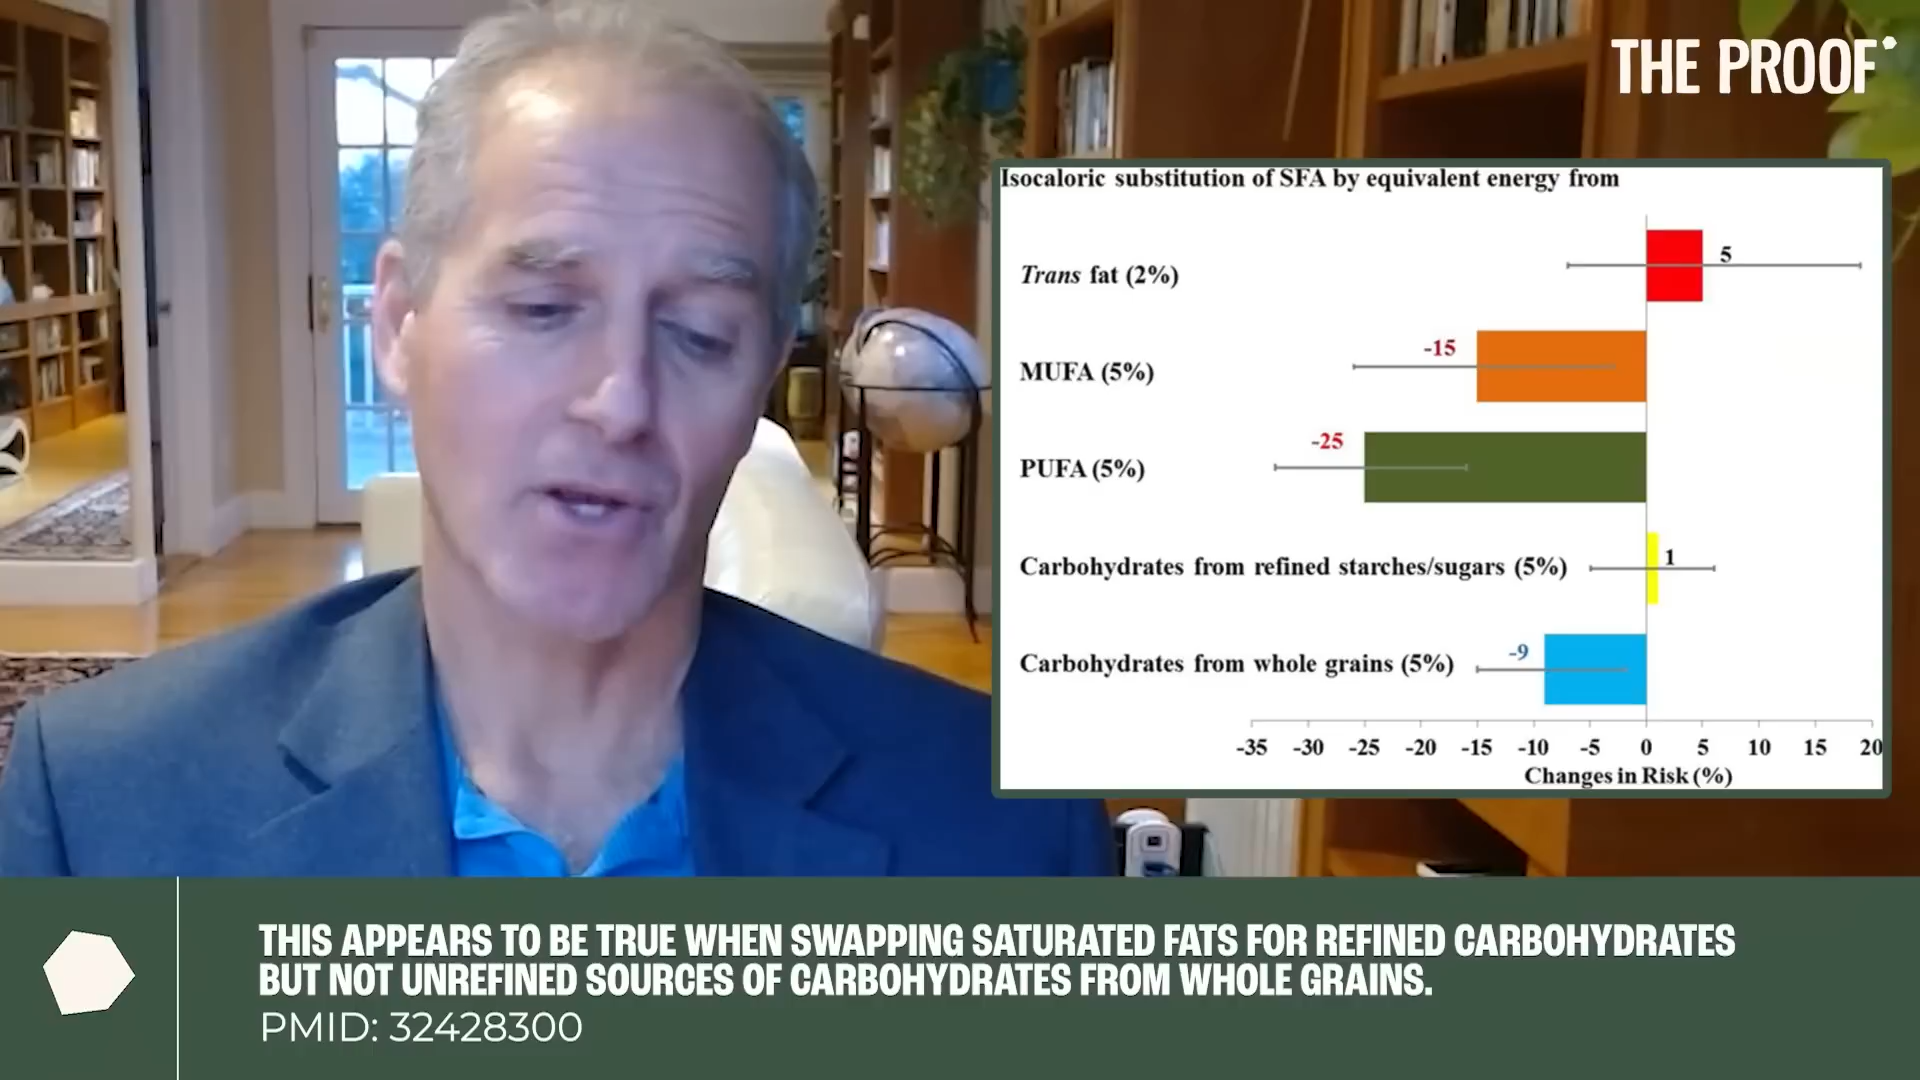 THE PROOF
Isocaloric substitution of SFA by equivalent energy from
Trans fat (2%)
5
MUFA (5%)
-15
PUFA (5%)
-25
Carbohydrates from refined starches/sugars (5%)
1
Carbohydrates from whole grains (5%)
-9
-35 -30 -25 -20 -15 -10 -5 0 5 10 15 20
Changes in Risk (%)
THIS APPEARS TO BE TRUE WHEN SWAPPING SATURATED FATS FOR REFINED CARBOHYDRATES
BUT NOT UNREFINED SOURCES OF CARBOHYDRATES FROM WHOLE GRAINS.
PMID: 32428300